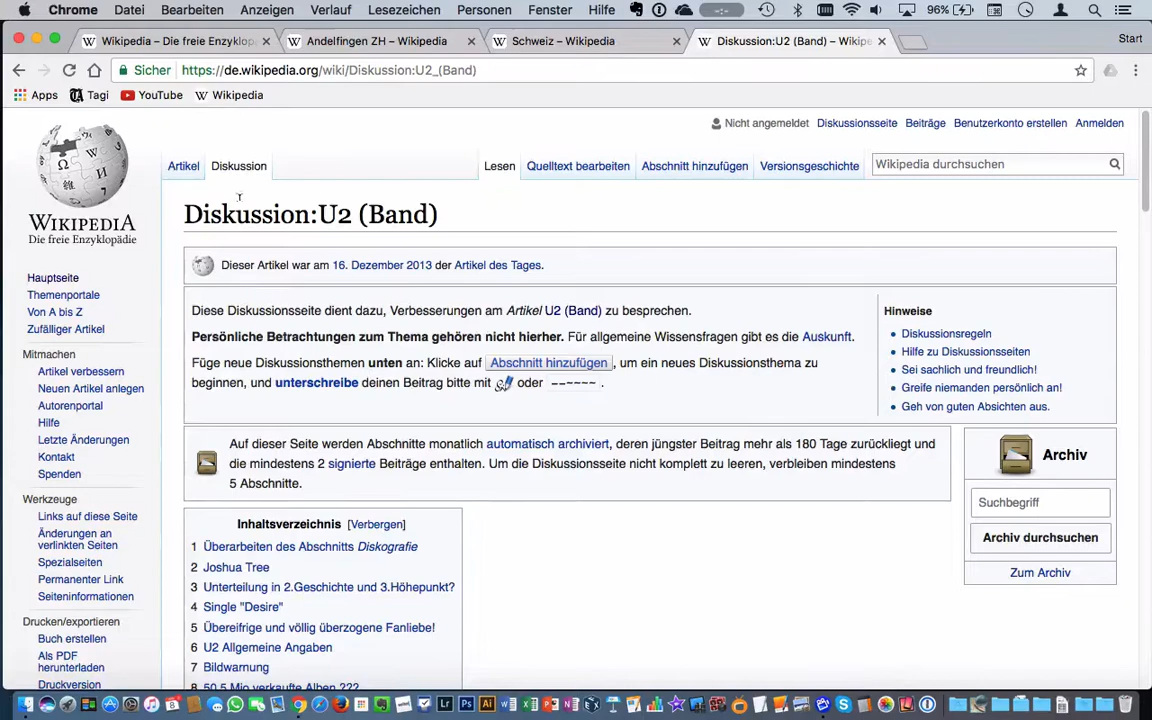 Chrome Datei Bearbeiten Anzeigen Verlauf Lesezeichen Personen Fenster Hilfe 96%
Wikipedia – Die freie Enzyklop Andelfingen ZH – Wikipedia Schweiz – Wikipedia Diskussion:U2 (Band) – Wikipe Start
Sicher https://de.wikipedia.org/wiki/Diskussion:U2_(Band)
Apps Tagi YouTube Wikipedia
Nicht angemeldet Diskussionsseite Beiträge Benutzerkonto erstellen Anmelden
Artikel Diskussion Lesen Quelltext bearbeiten Abschnitt hinzufügen Versionsgeschichte Wikipedia durchsuchen
WIKIPEDIA
Die freie Enzyklopädie
Hauptseite
Themenportale
Von A bis Z
Zufälliger Artikel
Mitmachen
Artikel verbessern
Neuen Artikel anlegen
Autorenportal
Hilfe
Letzte Änderungen
Kontakt
Spenden
Werkzeuge
Links auf diese Seite
Änderungen an
verlinkten Seiten
Spezialseiten
Permanenter Link
Seiteninformationen
Drucken/exportieren
Buch erstellen
Als PDF
herunterladen
Druckversion
Diskussion:U2 (Band)
Dieser Artikel war am 16. Dezember 2013 der Artikel des Tages.
Diese Diskussionsseite dient dazu, Verbesserungen am Artikel U2 (Band) zu besprechen.
Persönliche Betrachtungen zum Thema gehören nicht hierher. Für allgemeine Wissensfragen gibt es die Auskunft.
Füge neue Diskussionsthemen unten an: Klicke auf Abschnitt hinzufügen, um ein neues Diskussionsthema zu
beginnen, und unterschreibe deinen Beitrag bitte mit oder --~~~~ .
Hinweise
Diskussionsregeln
Hilfe zu Diskussionsseiten
Sei sachlich und freundlich!
Greife niemanden persönlich an!
Geh von guten Absichten aus.
Auf dieser Seite werden Abschnitte monatlich automatisch archiviert, deren jüngster Beitrag mehr als 180 Tage zurückliegt und
die mindestens 2 signierte Beiträge enthalten. Um die Diskussionsseite nicht komplett zu leeren, verbleiben mindestens
5 Abschnitte.
Archiv
Suchbegriff
Archiv durchsuchen
Zum Archiv
Inhaltsverzeichnis [Verbergen]
1 Überarbeiten des Abschnitts Diskografie
2 Joshua Tree
3 Unterteilung in 2.Geschichte und 3.Höhepunkt?
4 Single "Desire"
5 Übereifrige und völlig überzogene Fanliebe!
6 U2 Allgemeine Angaben
7 Bildwarnung
8 50,5 Mio verkaufte Alben ???